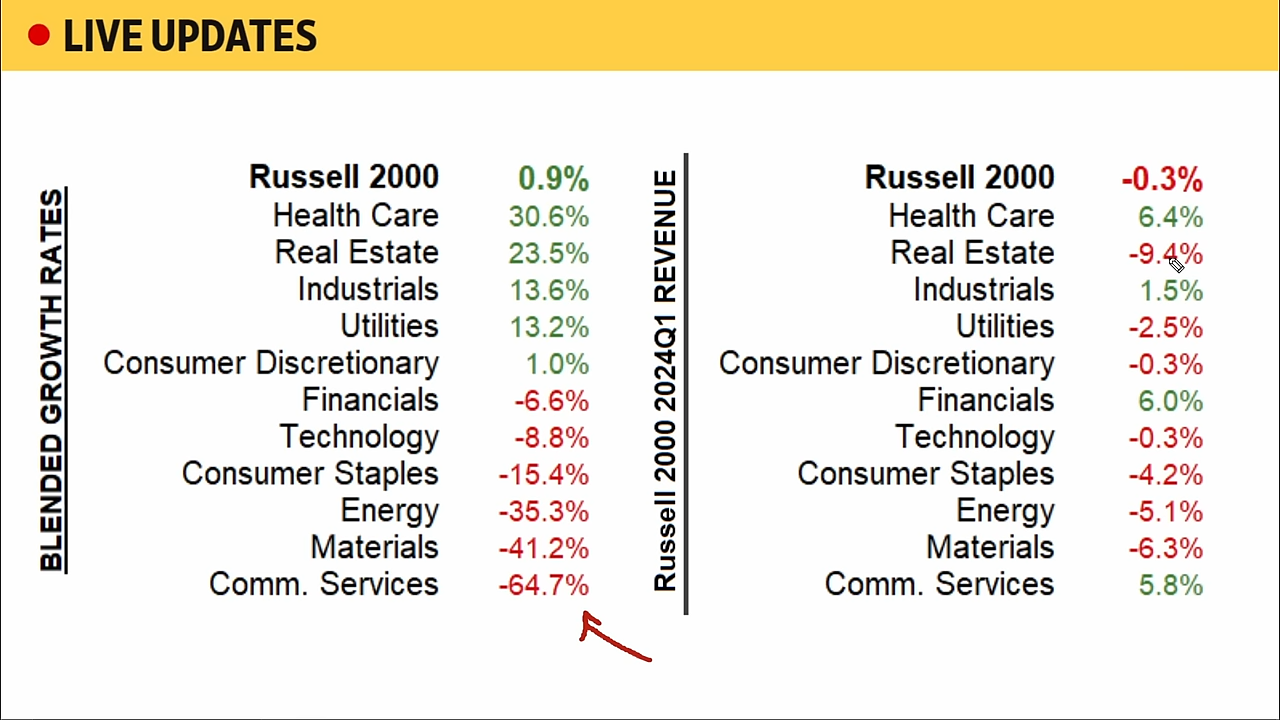 LIVE UPDATES
BLENDED GROWTH RATES
Russell 2000 0.9%
Health Care 30.6%
Real Estate 23.5%
Industrials 13.6%
Utilities 13.2%
Consumer Discretionary 1.0%
Financials -6.6%
Technology -8.8%
Consumer Staples -15.4%
Energy -35.3%
Materials -41.2%
Comm. Services -64.7%
Russell 2000 2024Q1 REVENUE
Russell 2000 -0.3%
Health Care 6.4%
Real Estate -9.4%
Industrials 1.5%
Utilities -2.5%
Consumer Discretionary -0.3%
Financials 6.0%
Technology -0.3%
Consumer Staples -4.2%
Energy -5.1%
Materials -6.3%
Comm. Services 5.8%